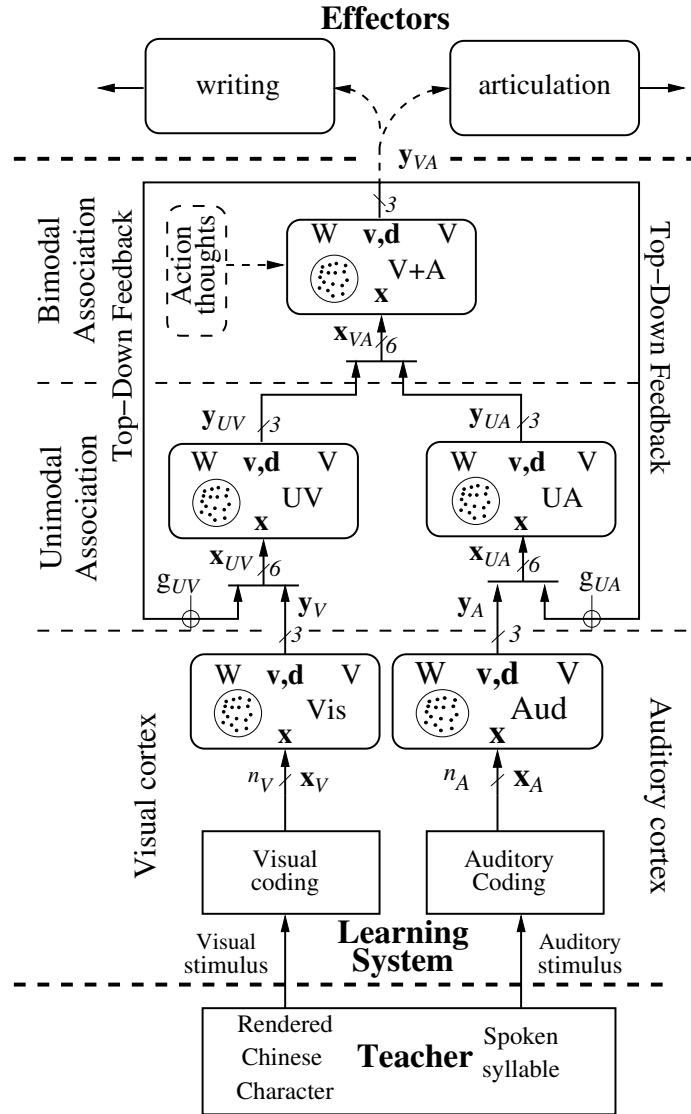 Effectors
writing
articulation
y_VA
3
Bimodal
Association
Top–Down Feedback
Action
thoughts
W v,d V
V+A
x
x_VA 6
Top–Down Feedback
Unimodal
Association
y_UV 3
y_UA 3
W v,d V
UV
x
W v,d V
UA
x
x_UV 6
x_UA 6
g_UV
g_UA
y_V
y_A
3
3
Visual cortex
W v,d V
Vis
x
W v,d V
Aud
x
Auditory cortex
n_V x_V
n_A x_A
Visual
coding
Auditory
Coding
Visual
stimulus
Learning
System
Auditory
stimulus
Rendered
Chinese
Character
Teacher
Spoken
syllable